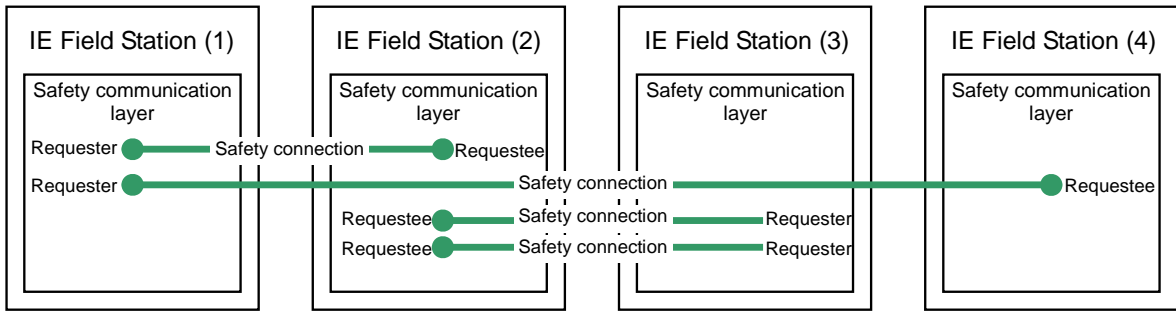 IE Field Station (1)
IE Field Station (2)
IE Field Station (3)
IE Field Station (4)
Safety communication
layer
Safety communication
layer
Safety communication
layer
Safety communication
layer
Requester
Safety connection
Requestee
Requester
Safety connection
Requestee
Requestee
Safety connection
Requester
Requestee
Safety connection
Requester